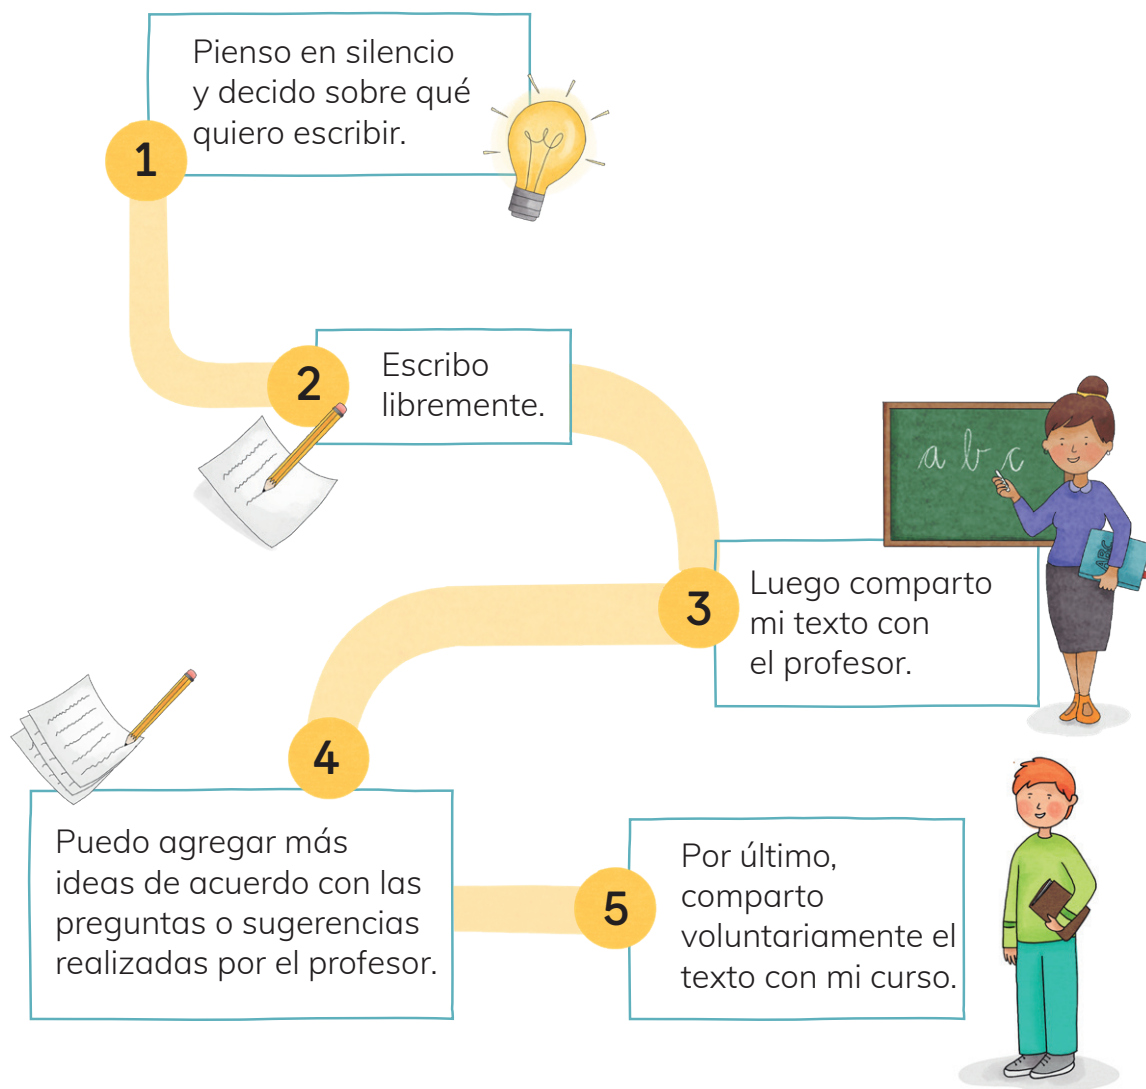 1
Pienso en silencio
y decido sobre qué
quiero escribir.
2
Escribo
libremente.
a b c
ABC
3
Luego comparto
mi texto con
el profesor.
4
Puedo agregar más
ideas de acuerdo con las
preguntas o sugerencias
realizadas por el profesor.
5
Por último,
comparto
voluntariamente el
texto con mi curso.